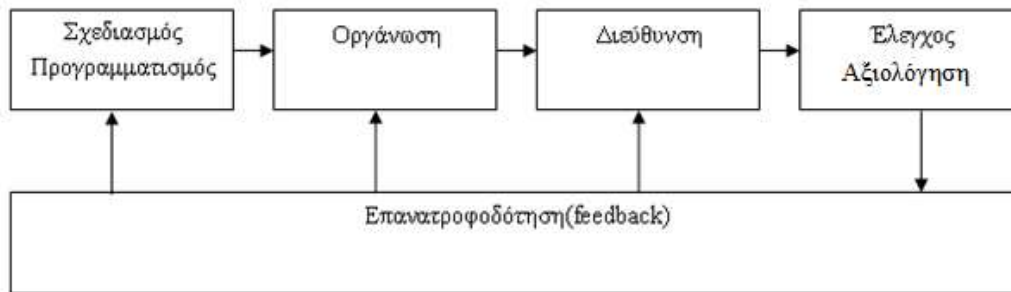 Σχεδιασμός
Προγραμματισμός
Οργάνωση
Διεύθυνση
Έλεγχος
Αξιολόγηση
Επανατροφοδότηση(feedback)